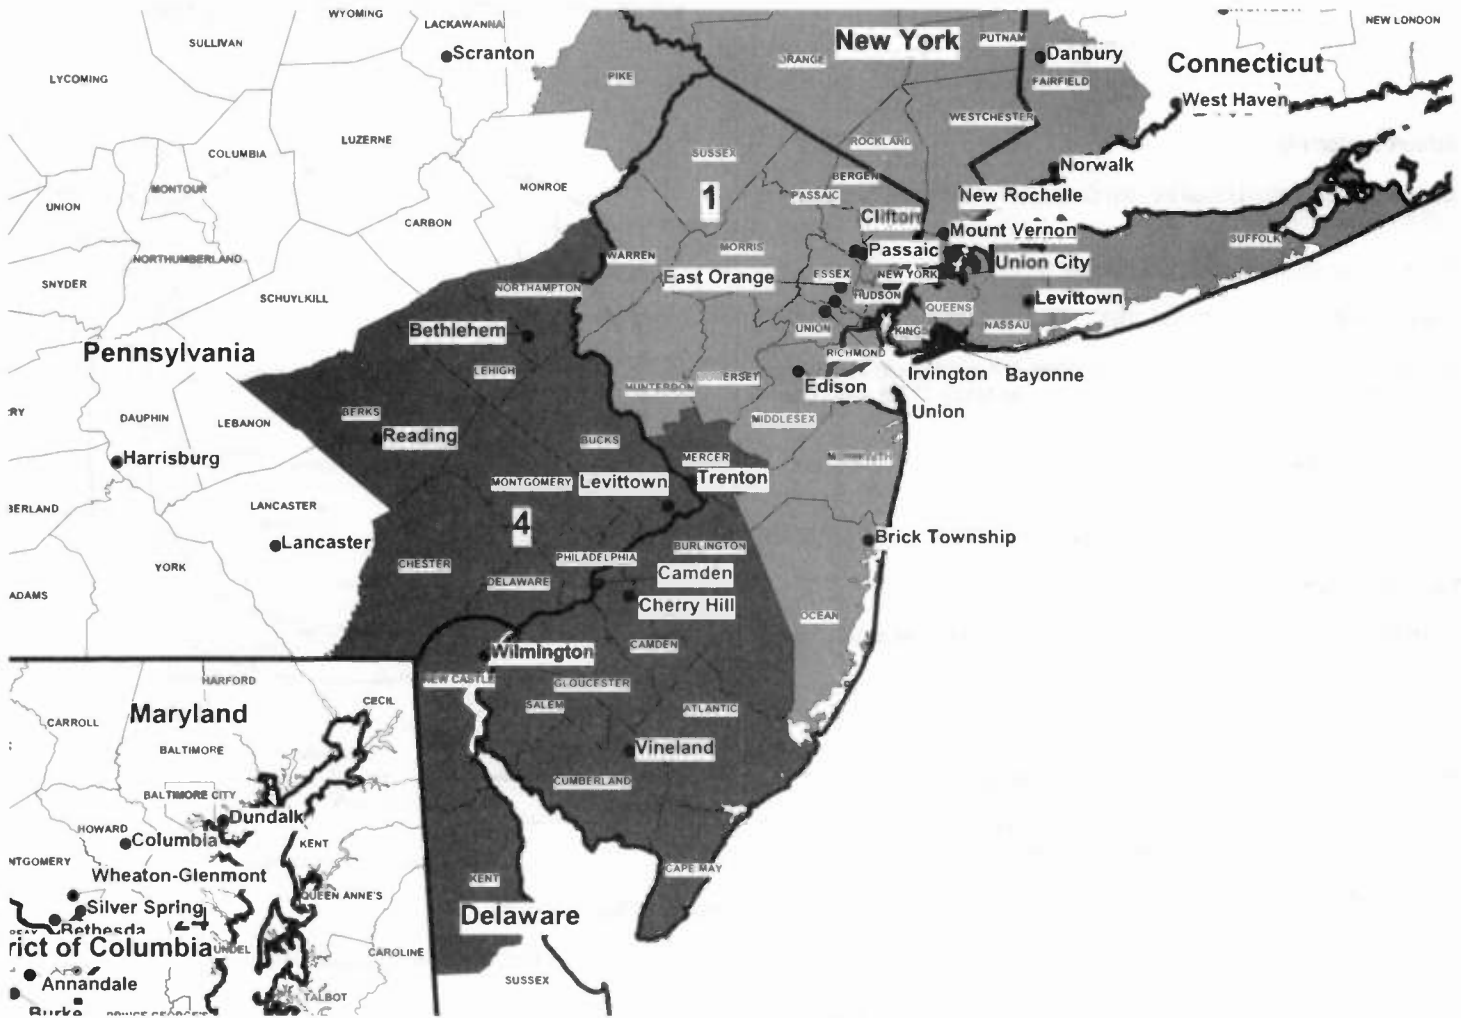 WYOMING
LACKAWANNA
NEW LONDON
SULLIVAN
New York
PUTNAM
Scranton
Danbury
ORANGE
Connecticut
LYCOMING
PIKE
FAIRFIELD
West Haven
WESTCHESTER
LUZERNE
ROCKLAND
COLUMBIA
SUSSEX
Norwalk
BERGEN
MONTOUR
MONROE
1
PASSAIC
New Rochelle
UNION
CARBON
Clifton
Mount Vernon
SUFFOLK
MORRIS
Passaic
WARREN
NORTHUMBERLAND
Union City
ESSEX
NEW YORK
East Orange
SNYDER
NORTHAMPTON
HUDSON
SCHUYLKILL
Levittown
QUEENS
NASSAU
Bethlehem
UNION
KINGS
Pennsylvania
RICHMOND
LEHIGH
Irvington
Bayonne
SOMERSET
Edison
HUNTERDON
Union
DAUPHIN
BERKS
LEBANON
MIDDLESEX
Reading
BUCKS
Harrisburg
MERCER
MONTGOMERY
Levittown
Trenton
LANCASTER
4
Lancaster
Brick Township
BURLINGTON
PHILADELPHIA
CHESTER
YORK
Camden
DELAWARE
ADAMS
Cherry Hill
OCEAN
CAMDEN
Wilmington
HARFORD
NEW CASTLE
GLOUCESTER
CECIL
SALEM
ATLANTIC
Maryland
CARROLL
BALTIMORE
Vineland
CUMBERLAND
BALTIMORE CITY
Dundalk
HOWARD
Columbia
KENT
NTGOMERY
CAPE MAY
Wheaton-Glenmont
KENT
QUEEN ANNE'S
Silver Spring
Delaware
Bethesda
rict of Columbia
UNDEL
CAROLINE
Annandale
SUSSEX
TALBOT
Burke